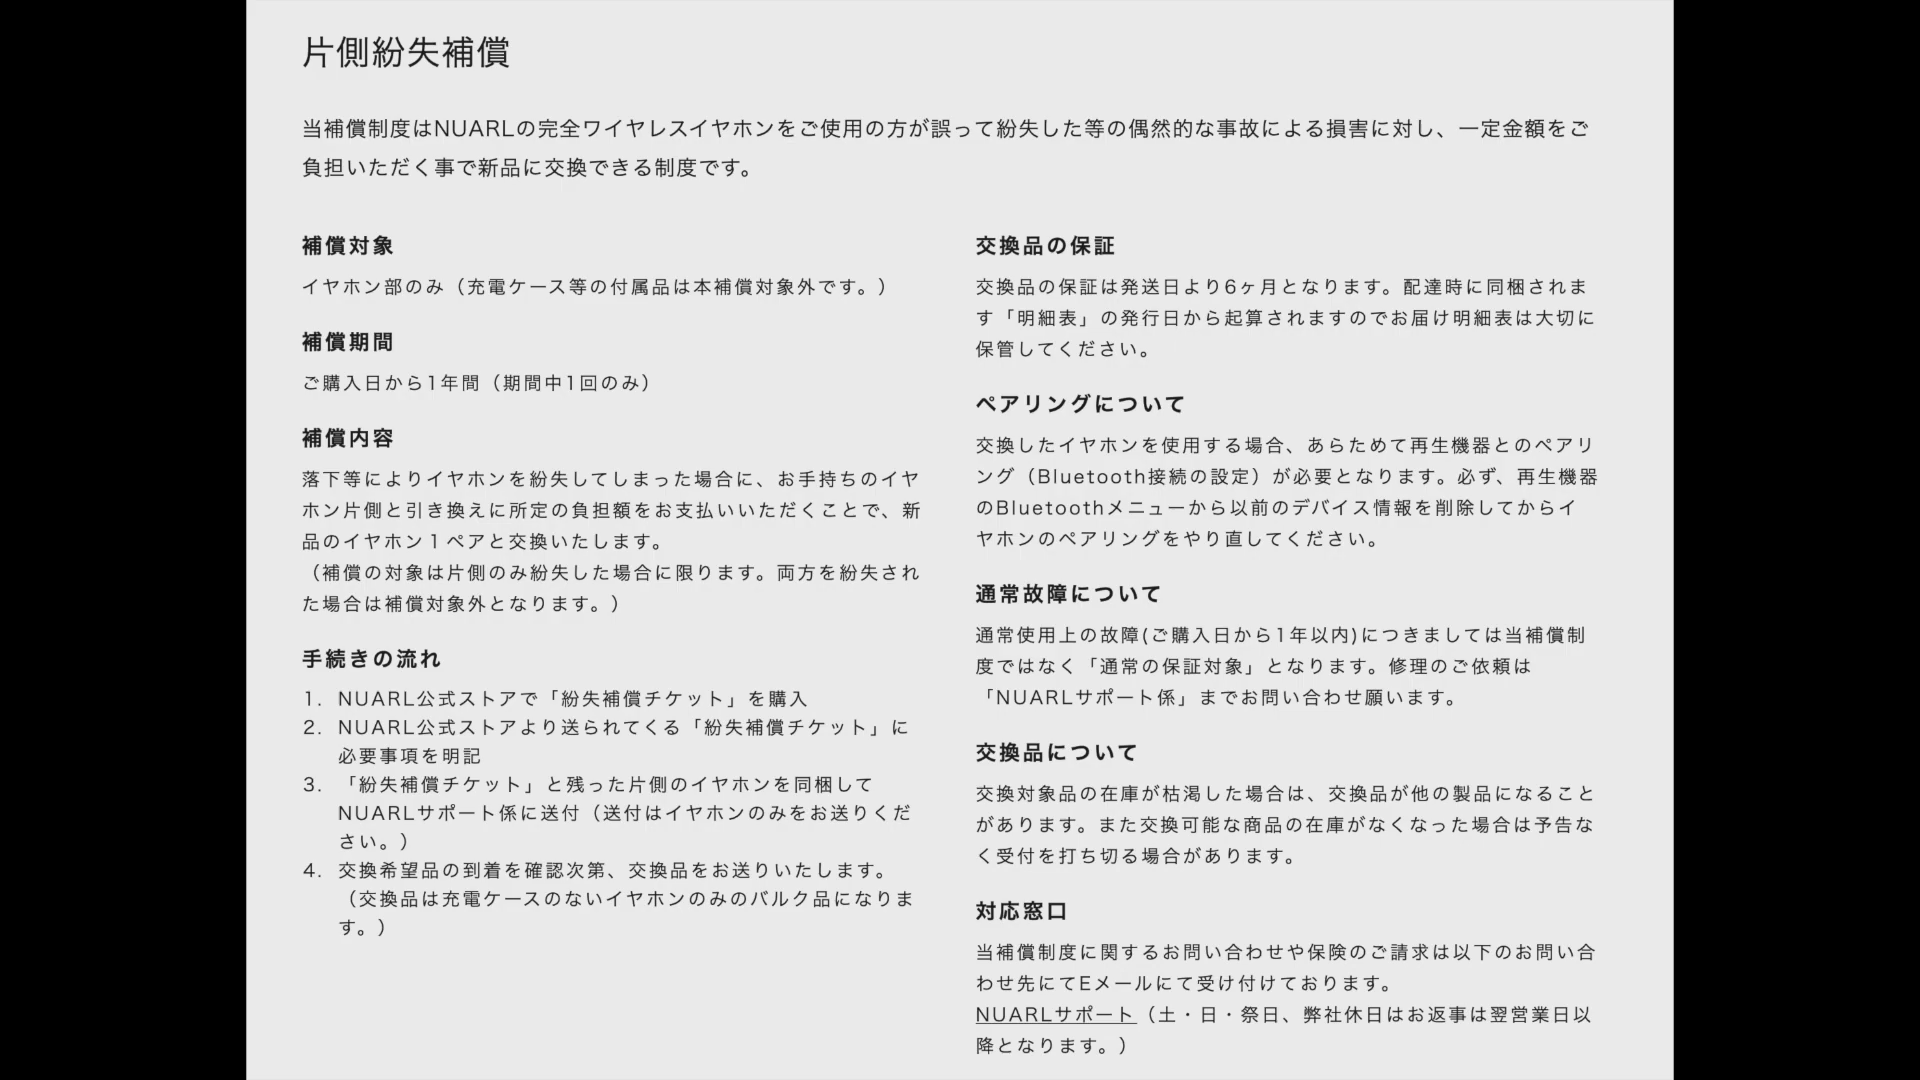 片側紛失補償
当補償制度はNUARLの完全ワイヤレスイヤホンをご使用の方が誤って紛失した等の偶然的な事故による損害に対し、一定金額をご
負担いただく事で新品に交換できる制度です。
補償対象
イヤホン部のみ（充電ケース等の付属品は本補償対象外です。）
補償期間
ご購入日から1年間（期間中1回のみ）
補償内容
落下等によりイヤホンを紛失してしまった場合に、お手持ちのイヤ
ホン片側と引き換えに所定の負担額をお支払いいただくことで、新
品のイヤホン１ペアと交換いたします。
（補償の対象は片側のみ紛失した場合に限ります。両方を紛失され
た場合は補償対象外となります。）
手続きの流れ
1. NUARL公式ストアで「紛失補償チケット」を購入
2. NUARL公式ストアより送られてくる「紛失補償チケット」に
必要事項を明記
3. 「紛失補償チケット」と残った片側のイヤホンを同梱して
NUARLサポート係に送付（送付はイヤホンのみをお送りくだ
さい。）
4. 交換希望品の到着を確認次第、交換品をお送りいたします。
（交換品は充電ケースのないイヤホンのみのバルク品になりま
す。）
交換品の保証
交換品の保証は発送日より6ヶ月となります。配達時に同梱されま
す「明細表」の発行日から起算されますのでお届け明細表は大切に
保管してください。
ペアリングについて
交換したイヤホンを使用する場合、あらためて再生機器とのペアリ
ング（Bluetooth接続の設定）が必要となります。必ず、再生機器
のBluetoothメニューから以前のデバイス情報を削除してからイ
ヤホンのペアリングをやり直してください。
通常故障について
通常使用上の故障(ご購入日から1年以内)につきましては当補償制
度ではなく「通常の保証対象」となります。修理のご依頼は
「NUARLサポート係」までお問い合わせ願います。
交換品について
交換対象品の在庫が枯渇した場合は、交換品が他の製品になること
があります。また交換可能な商品の在庫がなくなった場合は予告な
く受付を打ち切る場合があります。
対応窓口
当補償制度に関するお問い合わせや保険のご請求は以下のお問い合
わせ先にてEメールにて受け付けております。
NUARLサポート（土・日・祭日、弊社休日はお返事は翌営業日以
降となります。）